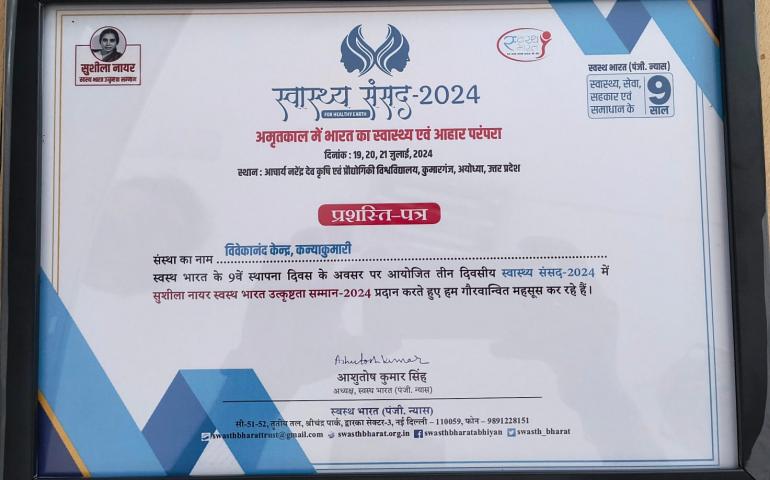 सुशीला नायर
स्वस्थ भारत उत्कृष्टता सम्मान
स्वस्थ
भारत
स्वास्थ्य संसद-2024
FOR HEALTHY EARTH
स्वस्थ भारत (पंजी. न्यास)
स्वास्थ्य, सेवा,
सहकार एवं
समाधान के
9
साल
अमृतकाल में भारत का स्वास्थ्य एवं आहार परंपरा
दिनांक : 19, 20, 21 जुलाई, 2024
स्थान : आचार्य नरेंद्र देव कृषि एवं प्रौद्योगिकी विश्वविद्यालय, कुमारगंज, अयोध्या, उत्तर प्रदेश
प्रशस्ति-पत्र
संस्था का नाम विवेकानंद केन्द्र, कन्याकुमारी
स्वस्थ भारत के 9वें स्थापना दिवस के अवसर पर आयोजित तीन दिवसीय स्वास्थ्य संसद-2024 में
सुशीला नायर स्वस्थ भारत उत्कृष्टता सम्मान-2024 प्रदान करते हुए हम गौरवान्वित महसूस कर रहे हैं।
Ashutosh Kumar
आशुतोष कुमार सिंह
अध्यक्ष, स्वस्थ भारत (पंजी. न्यास)
स्वस्थ भारत (पंजी. न्यास)
सी-51-52, तृतीय तल, श्रीचंद पार्क, द्वारका सेक्टर-3, नई दिल्ली - 110059, फोन - 9891228151
swasthbharattrust@gmail.com swasthbharat.org.in swasthbharatabhiyan swasth_bharat